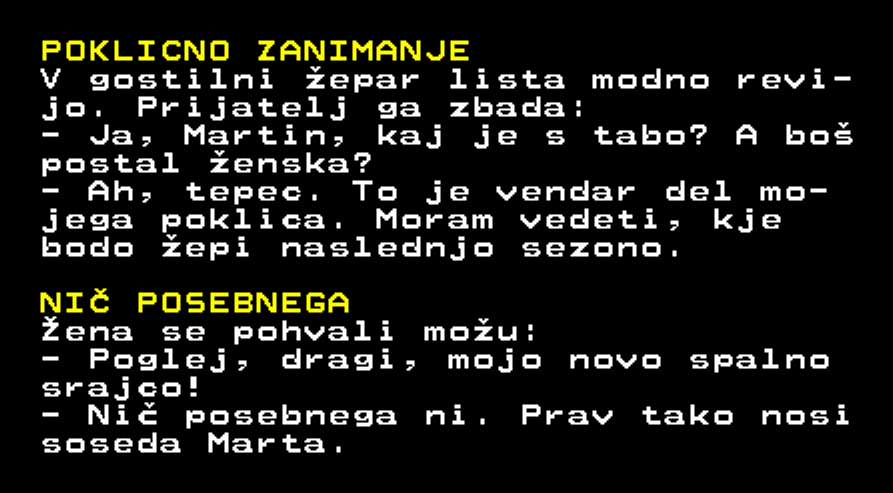 POKLICNO ZANIMANJE
V gostilni žepar lista modno revi-
jo. Prijatelj ga zbada:
- Ja, Martin, kaj je s tabo? A boš
postal ženska?
- Ah, tepec. To je vendar del mo-
jega poklica. Moram vedeti, kje
bodo žepi naslednjo sezono.
NIČ POSEBNEGA
Žena se pohvali možu:
- Poglej, dragi, mojo novo spalno
srajco!
- Nič posebnega ni. Prav tako nosi
soseda Marta.